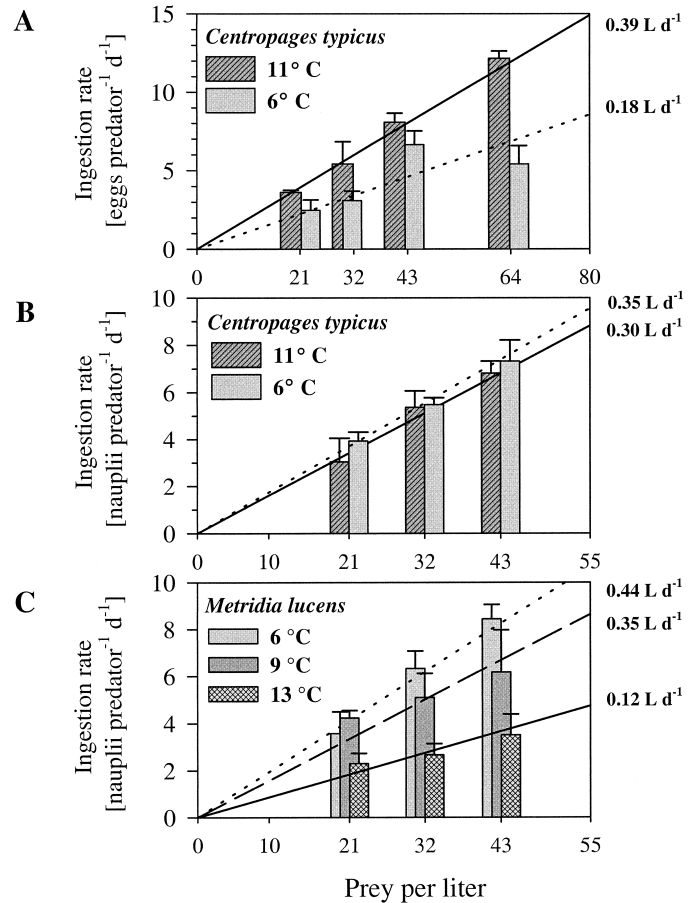 A
Ingestion rate
[eggs predator⁻¹ d⁻¹]
15
10
5
0
Centropages typicus
11° C
6° C
0.39 L d⁻¹
0.18 L d⁻¹
0 21 32 43 64 80
B
Ingestion rate
[nauplii predator⁻¹ d⁻¹]
10
8
6
4
2
0
Centropages typicus
11° C
6° C
0.35 L d⁻¹
0.30 L d⁻¹
0 10 21 32 43 55
C
Ingestion rate
[nauplii predator⁻¹ d⁻¹]
10
8
6
4
2
0
Metridia lucens
6 °C
9 °C
13 °C
0.44 L d⁻¹
0.35 L d⁻¹
0.12 L d⁻¹
0 10 21 32 43 55
Prey per liter